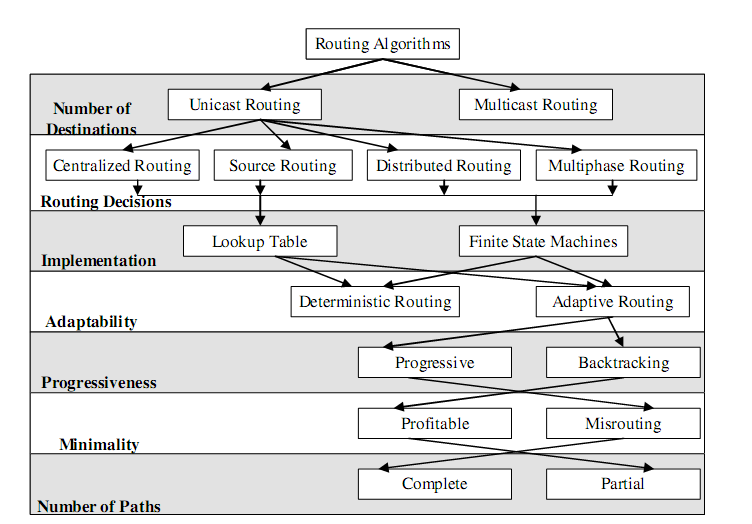 Routing Algorithms
Unicast Routing
Multicast Routing
Number of
Destinations
Centralized Routing
Source Routing
Distributed Routing
Multiphase Routing
Routing Decisions
Lookup Table
Finite State Machines
Implementation
Deterministic Routing
Adaptive Routing
Adaptability
Progressive
Backtracking
Progressiveness
Profitable
Misrouting
Minimality
Complete
Partial
Number of Paths